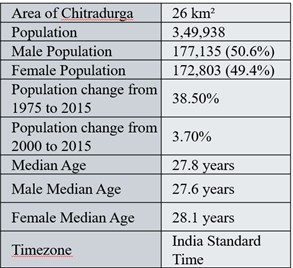 Area of Chitradurga 26 km²
Population 3,49,938
Male Population 177,135 (50.6%)
Female Population 172,803 (49.4%)
Population change from
1975 to 2015 38.50%
Population change from
2000 to 2015 3.70%
Median Age 27.8 years
Male Median Age 27.6 years
Female Median Age 28.1 years
Timezone India Standard
Time